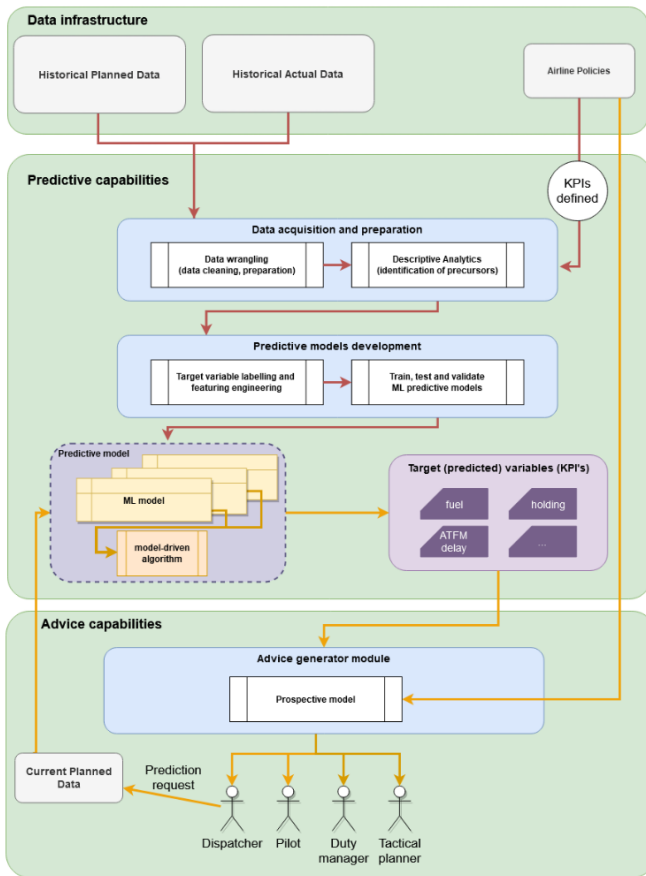 Data infrastructure
Historical Planned Data
Historical Actual Data
Airline Policies
KPIs
defined
Predictive capabilities
Data acquisition and preparation
Data wrangling
(data cleaning, preparation)
Descriptive Analytics
(identification of precursors)
Predictive models development
Target variable labelling and
featuring engineering
Train, test and validate
ML predictive models
Predictive model
ML model
model-driven
algorithm
Target (predicted) variables (KPI's)
fuel
holding
ATFM
delay
...
Advice capabilities
Advice generator module
Prospective model
Current Planned
Data
Prediction
request
Dispatcher
Pilot
Duty
manager
Tactical
planner